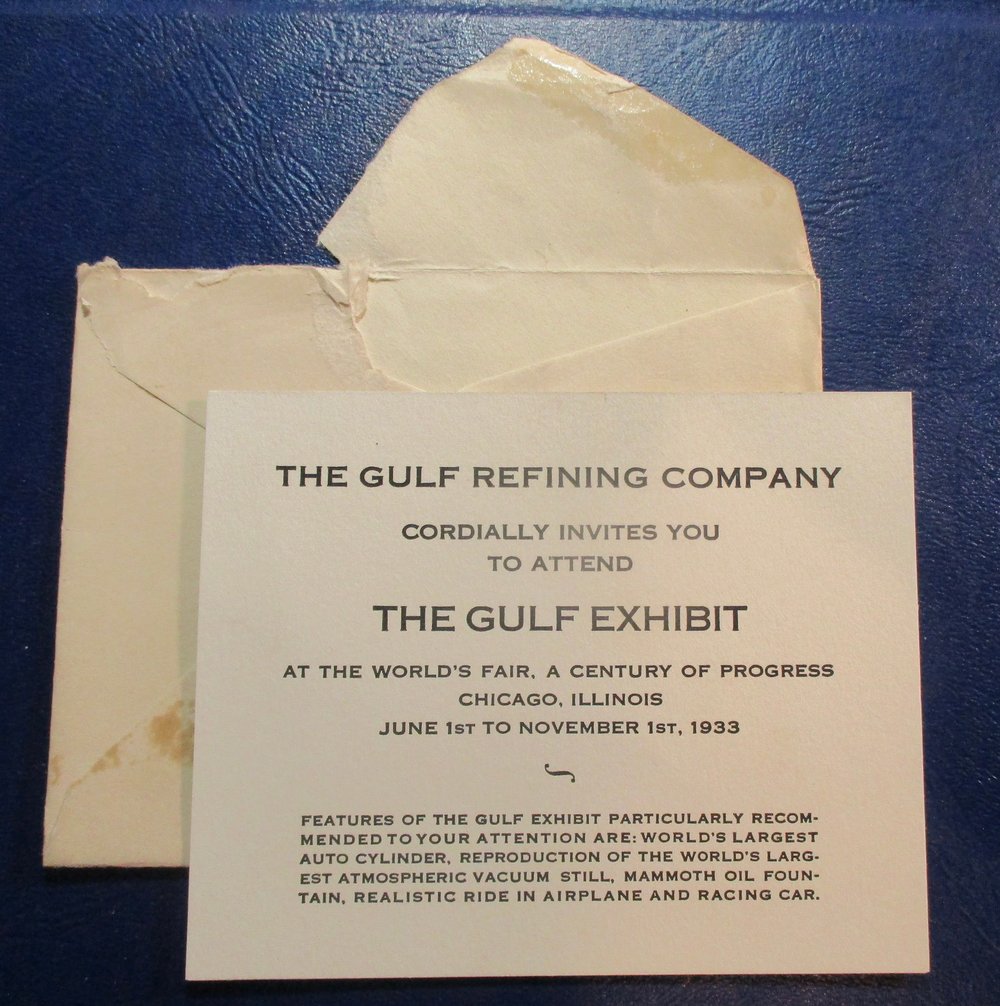 THE GULF REFINING COMPANY
CORDIALLY INVITES YOU
TO ATTEND
THE GULF EXHIBIT
AT THE WORLD'S FAIR, A CENTURY OF PROGRESS
CHICAGO, ILLINOIS
JUNE 1ST TO NOVEMBER 1ST, 1933
FEATURES OF THE GULF EXHIBIT PARTICULARLY RECOM-
MENDED TO YOUR ATTENTION ARE: WORLD'S LARGEST
AUTO CYLINDER, REPRODUCTION OF THE WORLD'S LARG-
EST ATMOSPHERIC VACUUM STILL, MAMMOTH OIL FOUN-
TAIN, REALISTIC RIDE IN AIRPLANE AND RACING CAR.